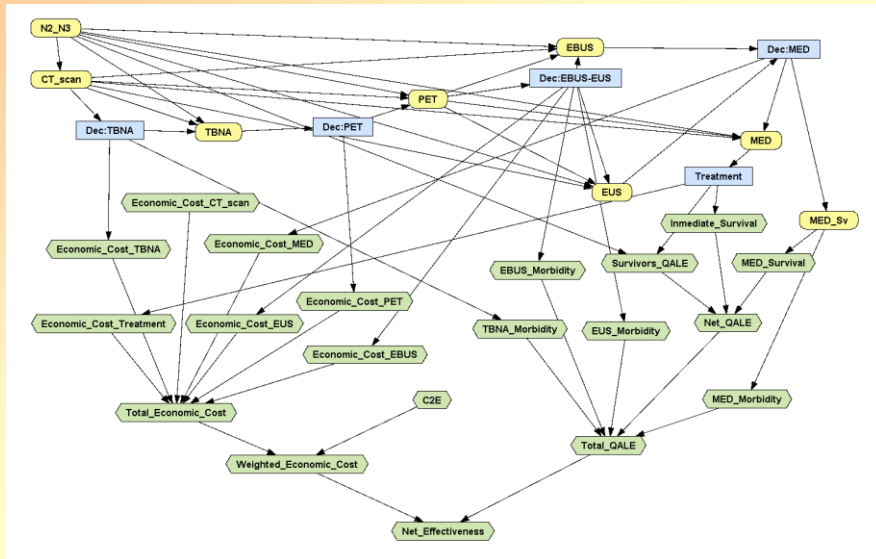 N2_N3
EBUS
Dec:MED
CT_scan
Dec:EBUS-EUS
PET
Dec:TBNA
TBNA
Dec:PET
MED
Treatment
EUS
Economic_Cost_CT_scan
Inmediate_Survival
MED_Sv
Economic_Cost_TBNA
Economic_Cost_MED
Survivors_QALE
MED_Survival
EBUS_Morbidity
Economic_Cost_PET
Economic_Cost_Treatment
Economic_Cost_EUS
TBNA_Morbidity
EUS_Morbidity
Net_QALE
Economic_Cost_EBUS
C2E
MED_Morbidity
Total_Economic_Cost
Total_QALE
Weighted_Economic_Cost
Net_Effectiveness